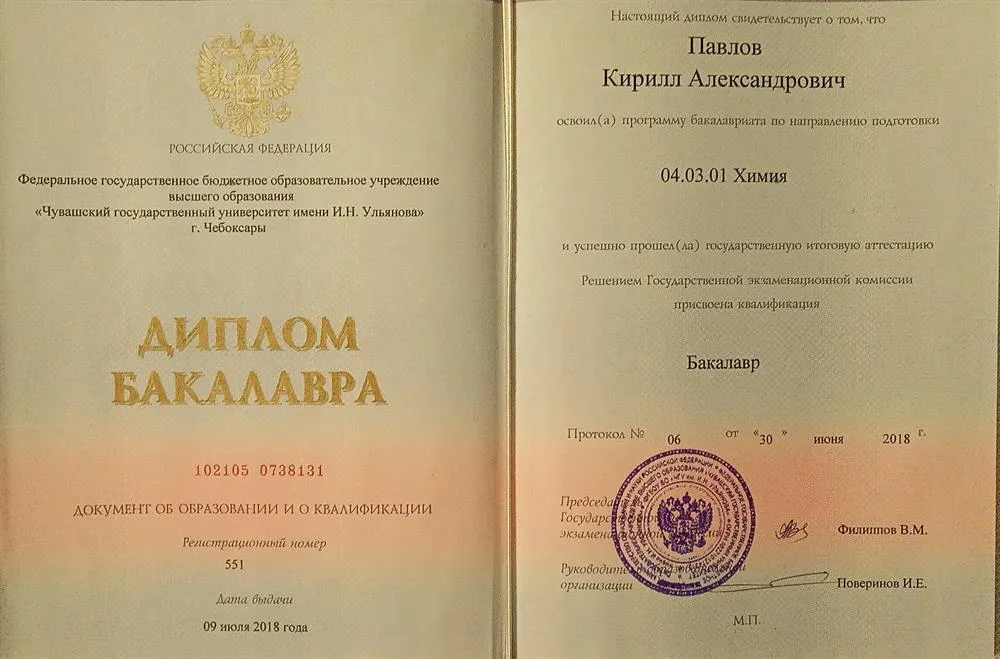 РОССИЙСКАЯ ФЕДЕРАЦИЯ
Федеральное государственное бюджетное образовательное учреждение
высшего образования
«Чувашский государственный университет имени И.Н. Ульянова»
г. Чебоксары
ДИПЛОМ
БАКАЛАВРА
102105 0738131
ДОКУМЕНТ ОБ ОБРАЗОВАНИИ И О КВАЛИФИКАЦИИ
Регистрационный номер
551
Дата выдачи
09 июля 2018 года
Настоящий диплом свидетельствует о том, что
Павлов
Кирилл Александрович
освоил(а) программу бакалавриата по направлению подготовки
04.03.01 Химия
и успешно прошел(ла) государственную итоговую аттестацию
Решением Государственной экзаменационной комиссии
присвоена квалификация
Бакалавр
Протокол № 06 от «30» июня 2018 г.
Филиппов В.М.
Руководитель
организации Поверинов И.Е.
М.П.